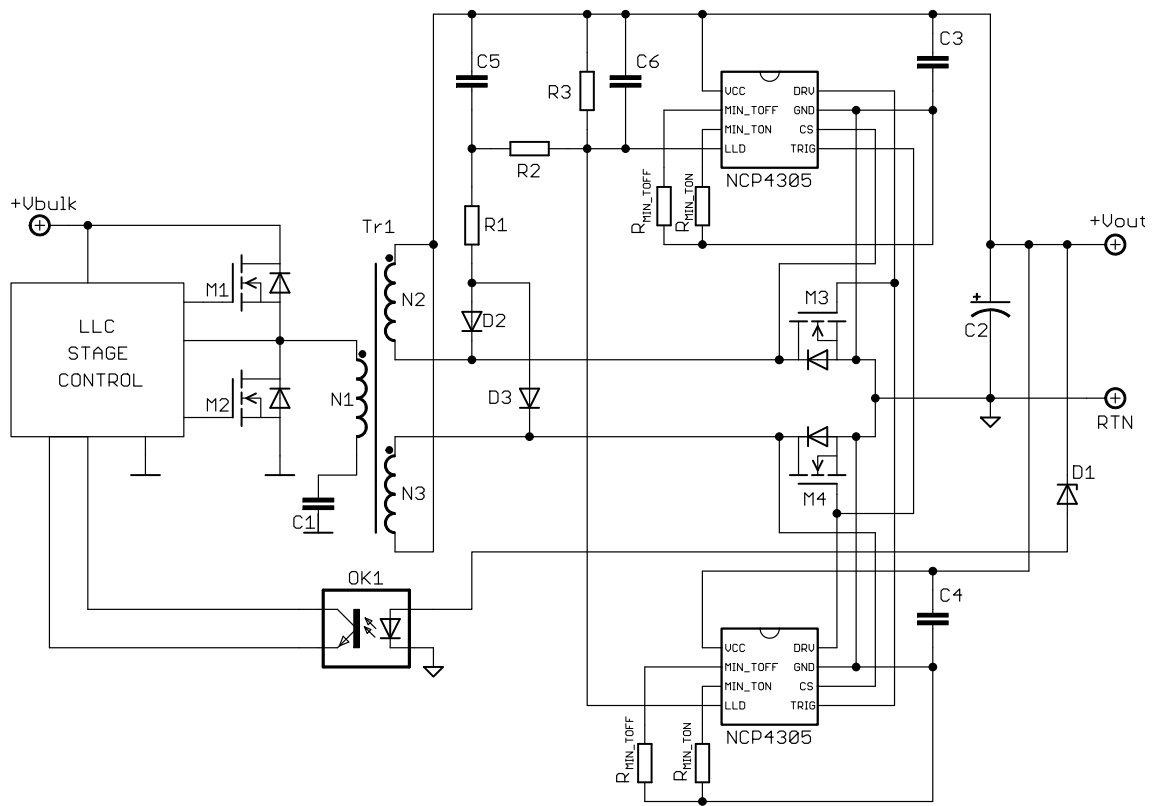 C5
R3
C6
C3
VCC
MIN_TOFF
MIN_TON
LLD
DRV
GND
CS
TRIG
NCP4305
R2
RMIN_TOFF
RMIN_TON
+Vbulk
Tr1
R1
+Vout
M1
N2
D2
M3
C2
LLC
STAGE
CONTROL
M2
N1
D3
RTN
N3
M4
D1
C1
OK1
C4
VCC
MIN_TOFF
MIN_TON
LLD
DRV
GND
CS
TRIG
NCP4305
RMIN_TOFF
RMIN_TON